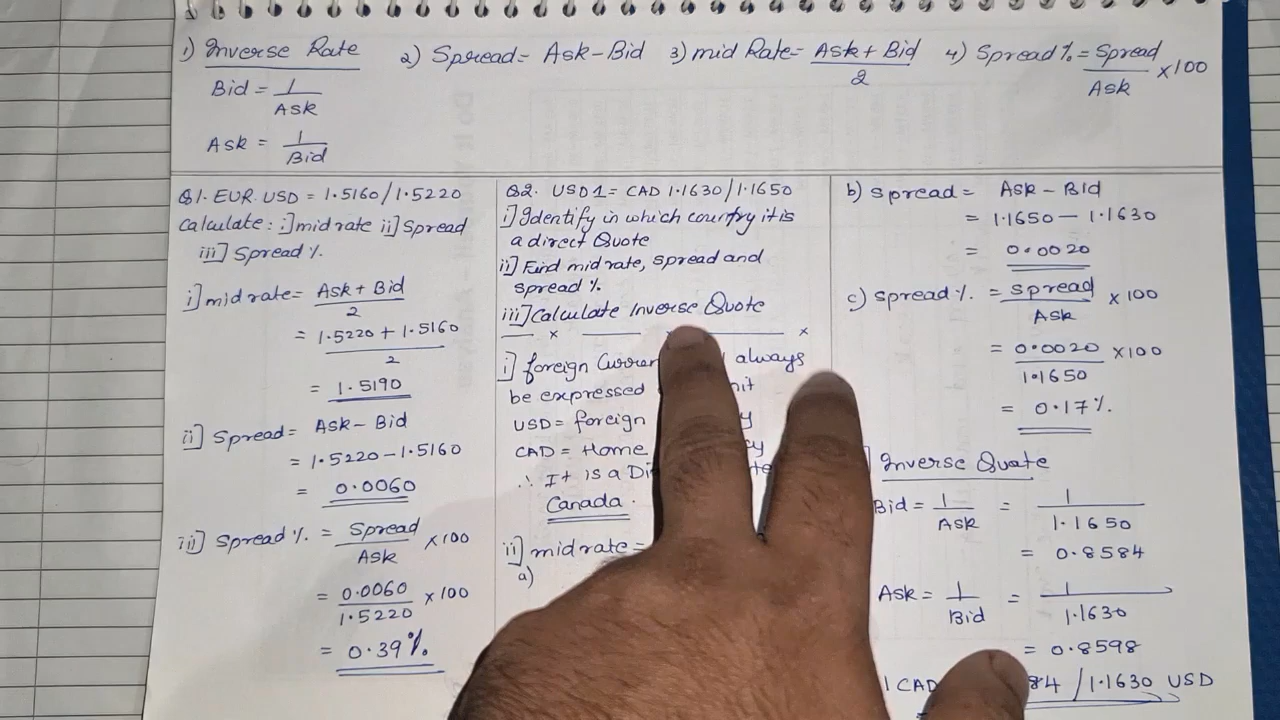 1) Inverse Rate
Bid = 1/Ask
Ask = 1/Bid
2) Spread = Ask - Bid
3) mid Rate = Ask + Bid / 2
4) Spread % = Spread / Ask × 100
Q1. EUR.USD = 1.5160/1.5220
Calculate: i] mid rate ii] Spread
iii] Spread %.
i] mid rate = Ask + Bid / 2
= 1.5220 + 1.5160 / 2
= 1.5190
ii] Spread = Ask - Bid
= 1.5220 - 1.5160
= 0.0060
iii] Spread % = Spread / Ask × 100
= 0.0060 / 1.5220 × 100
= 0.39%
Q2. USD 1 = CAD 1.1630/1.1650
i] Identify in which country it is
a direct Quote
ii] Find mid rate, spread and
spread %
iii] Calculate Inverse Quote
i] foreign always
be expressed
USD = foreign
CAD = Home
∴ It is a
Canada.
ii] mid rate =
a)
b) Spread = Ask - Bid
= 1.1650 - 1.1630
= 0.0020
c) Spread % = Spread / Ask × 100
= 0.0020 / 1.1650 × 100
= 0.17%
Inverse Quate
Bid = 1/Ask = 1 / 1.1650
= 0.8584
Ask = 1/Bid = 1 / 1.1630
= 0.8598
1 CAD 84 / 1.1630 USD